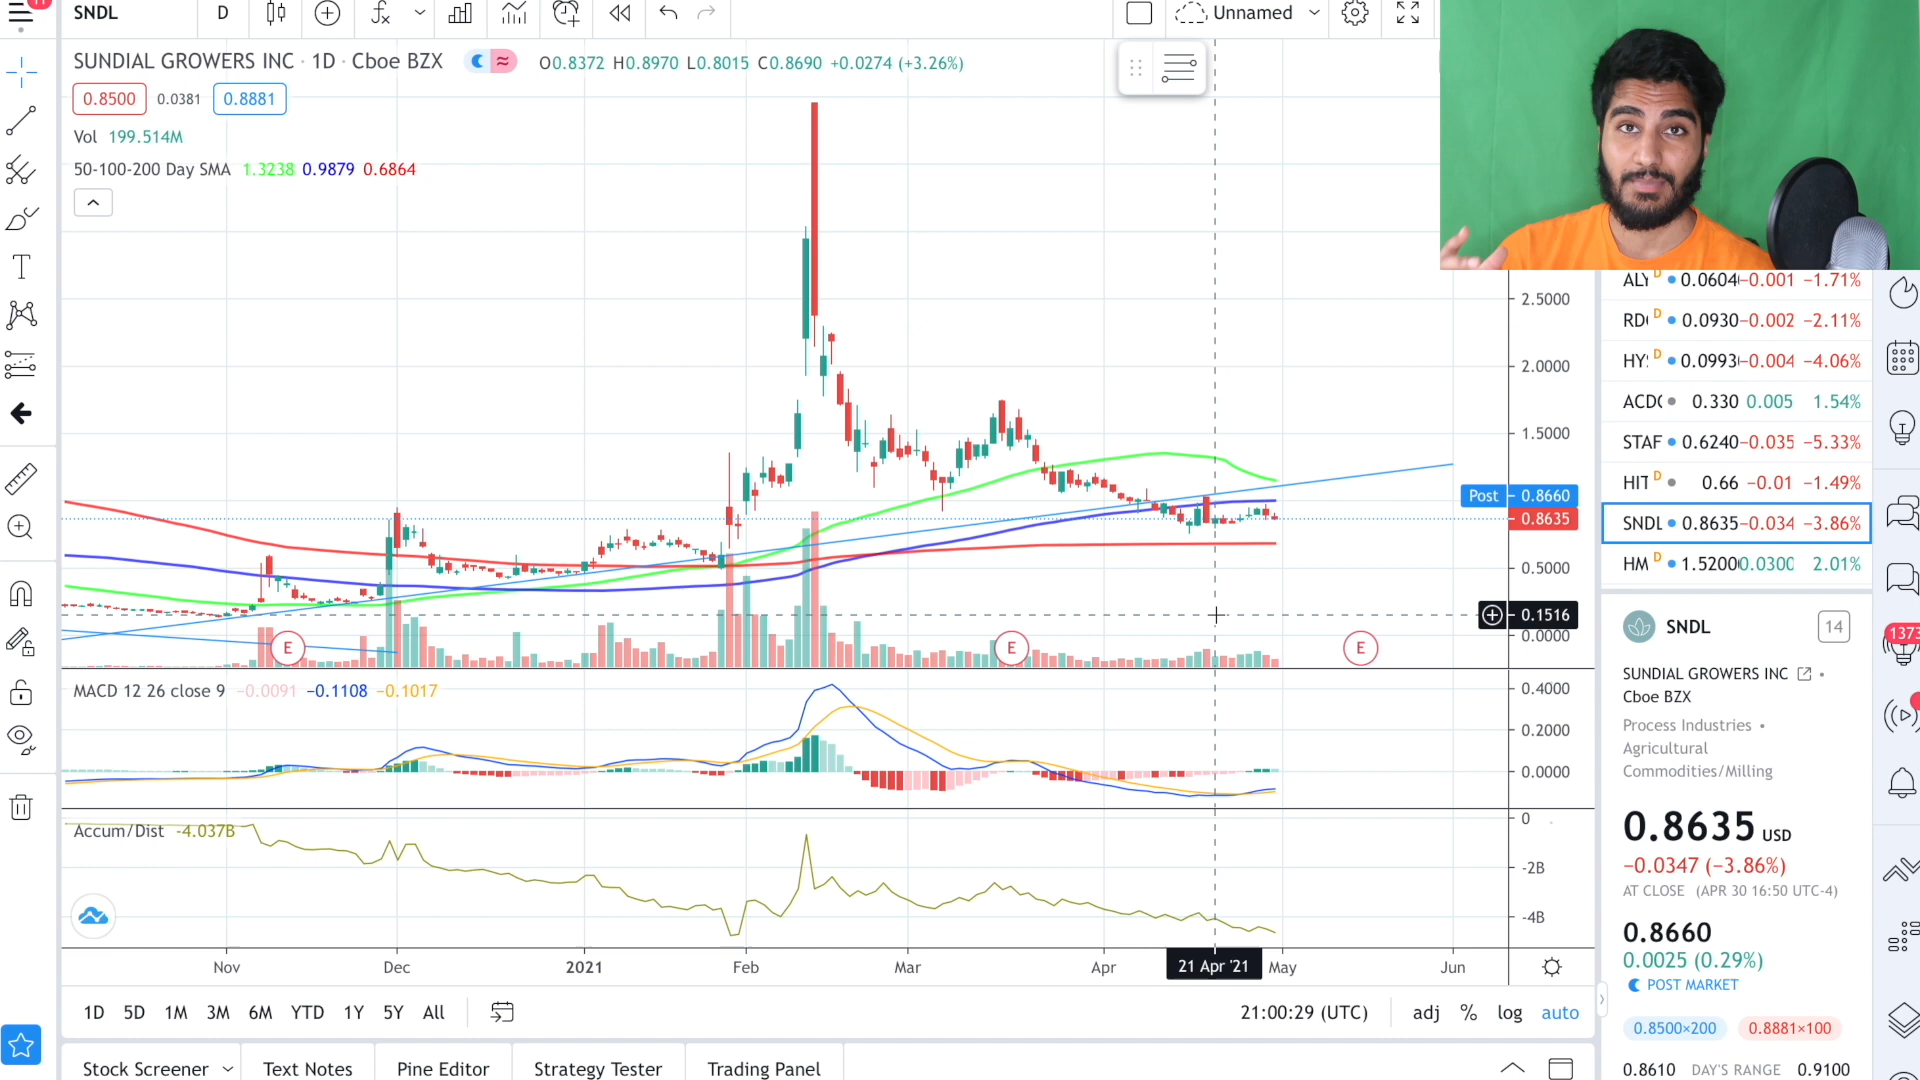 SNDL D Unnamed
SUNDIAL GROWERS INC · 1D · Cboe BZX O0.8372 H0.8970 L0.8015 C0.8690 +0.0274 (+3.26%)
0.8500 0.0381 0.8881
Vol 199.514M
50-100-200 Day SMA 1.3238 0.9879 0.6864
2.5000
2.0000
1.5000
Post 0.8660
0.8635
0.5000
0.1516
0.0000
E E E
MACD 12 26 close 9 −0.0091 −0.1108 −0.1017
0.4000
0.2000
0.0000
Accum/Dist -4.037B
0
-2B
-4B
Nov Dec 2021 Feb Mar Apr 21 Apr '21 May Jun
1D 5D 1M 3M 6M YTD 1Y 5Y All 21:00:29 (UTC) adj % log auto
Stock Screener Text Notes Pine Editor Strategy Tester Trading Panel
ALY D 0.0604 −0.001 −1.71%
RD D 0.0930 −0.002 −2.11%
HY D 0.0993 −0.004 −4.06%
ACDC 0.330 0.005 1.54%
STAF 0.6240 −0.035 −5.33%
HIT D 0.66 −0.01 −1.49%
SNDL 0.8635 −0.034 −3.86%
HM D 1.5200 0.0300 2.01%
SNDL 14
SUNDIAL GROWERS INC •
Cboe BZX
Process Industries •
Agricultural
Commodities/Milling
0.8635 USD
−0.0347 (−3.86%)
AT CLOSE (APR 30 16:50 UTC-4)
0.8660
0.0025 (0.29%)
POST MARKET
0.8500×200 0.8881×100
0.8610 DAY'S RANGE 0.9100
1373